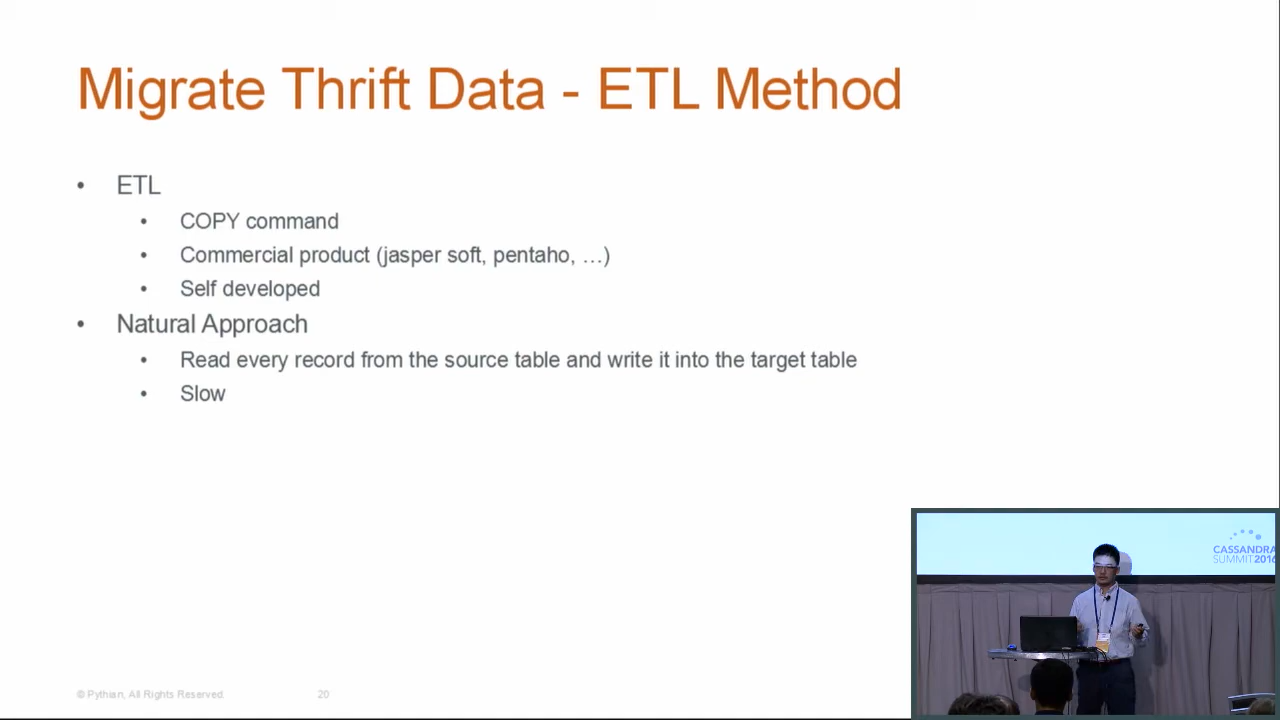 Migrate Thrift Data - ETL Method
• ETL
• COPY command
• Commercial product (jasper soft, pentaho, …)
• Self developed
• Natural Approach
• Read every record from the source table and write it into the target table
• Slow
CASSANDRA
SUMMIT2016
© Pythian, All Rights Reserved.
20